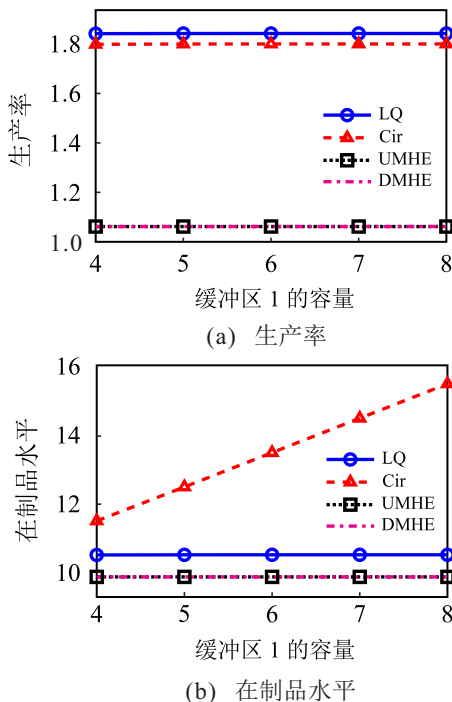 1.8
1.6
1.4
1.2
1.0
生产率
LQ
Cir
UMHE
DMHE
4 5 6 7 8
缓冲区 1 的容量
(a) 生产率
16
14
12
10
在制品水平
LQ
Cir
UMHE
DMHE
4 5 6 7 8
缓冲区 1 的容量
(b) 在制品水平